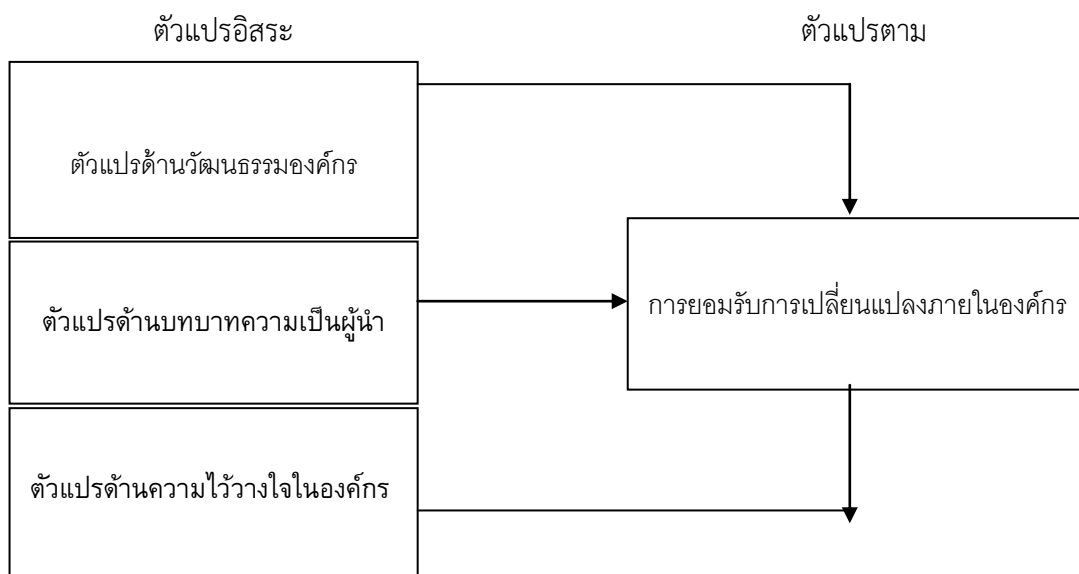 ตัวแปรอิสระ
ตัวแปรตาม
ตัวแปรด้านวัฒนธรรมองค์กร
ตัวแปรด้านบทบาทความเป็นผู้นำ
การยอมรับการเปลี่ยนแปลงภายในองค์กร
ตัวแปรด้านความไว้วางใจในองค์กร